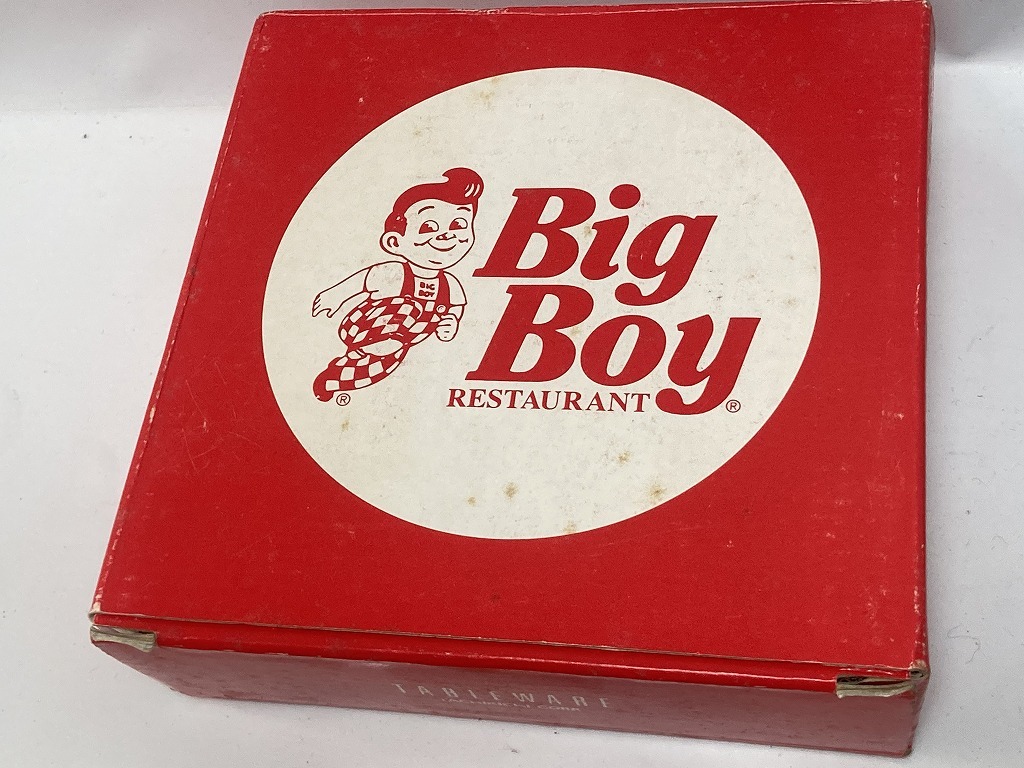 BIG
BOY
Big
Boy
RESTAURANT
®
®
TABLEWARE